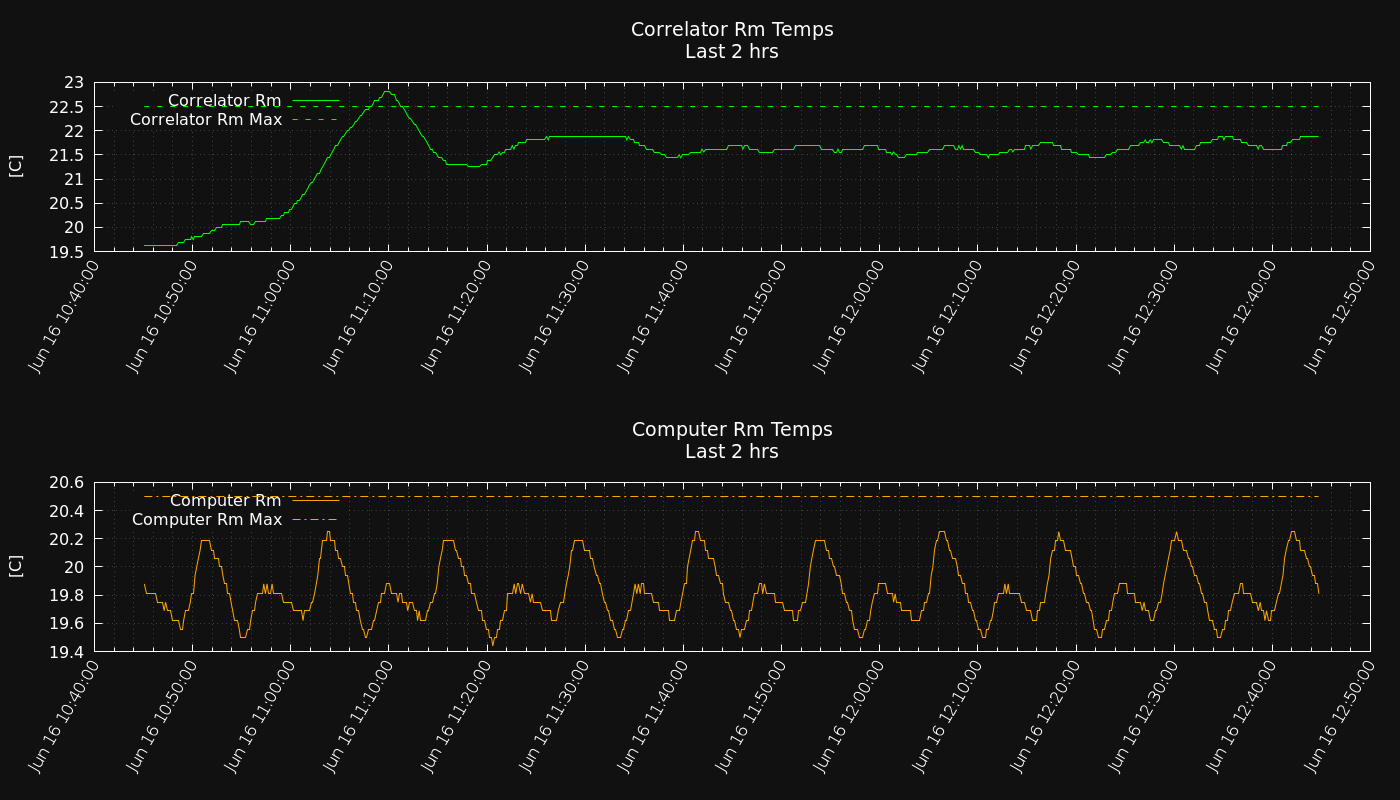 Correlator Rm Temps
Last 2 hrs
23
22.5
22
21.5
21
20.5
20
19.5
[C]
Correlator Rm
Correlator Rm Max
Jun 16 10:40:00
Jun 16 10:50:00
Jun 16 11:00:00
Jun 16 11:10:00
Jun 16 11:20:00
Jun 16 11:30:00
Jun 16 11:40:00
Jun 16 11:50:00
Jun 16 12:00:00
Jun 16 12:10:00
Jun 16 12:20:00
Jun 16 12:30:00
Jun 16 12:40:00
Jun 16 12:50:00
Computer Rm Temps
Last 2 hrs
20.6
20.4
20.2
20
19.8
19.6
19.4
[C]
Computer Rm
Computer Rm Max
Jun 16 10:40:00
Jun 16 10:50:00
Jun 16 11:00:00
Jun 16 11:10:00
Jun 16 11:20:00
Jun 16 11:30:00
Jun 16 11:40:00
Jun 16 11:50:00
Jun 16 12:00:00
Jun 16 12:10:00
Jun 16 12:20:00
Jun 16 12:30:00
Jun 16 12:40:00
Jun 16 12:50:00